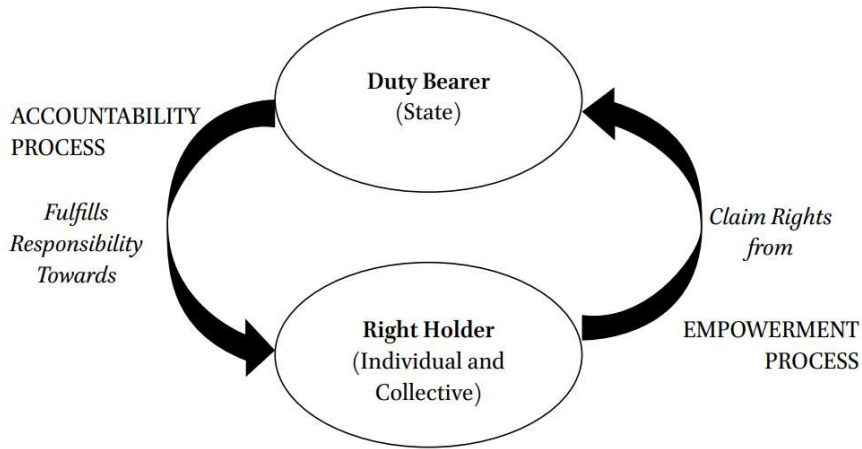 Duty Bearer
(State)
ACCOUNTABILITY
PROCESS
Fulfills
Responsibility
Towards
Claim Rights
from
Right Holder
(Individual and
Collective)
EMPOWERMENT
PROCESS